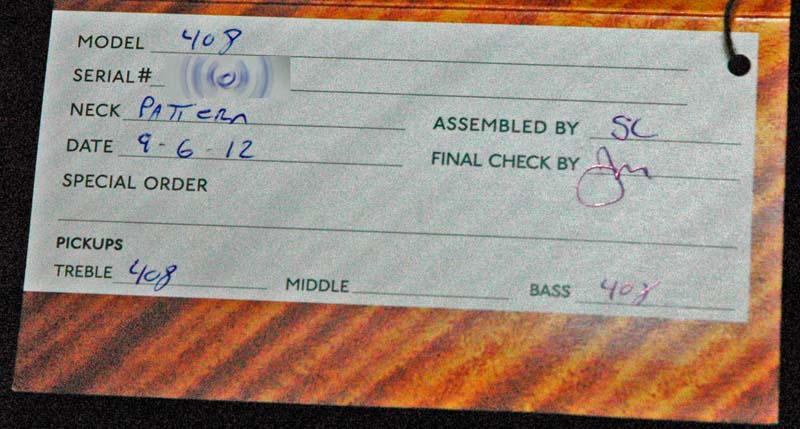 MODEL 408
SERIAL#
NECK PATTERN
ASSEMBLED BY SC
DATE 9-6-12
FINAL CHECK BY
SPECIAL ORDER
PICKUPS
TREBLE 408 MIDDLE BASS 408